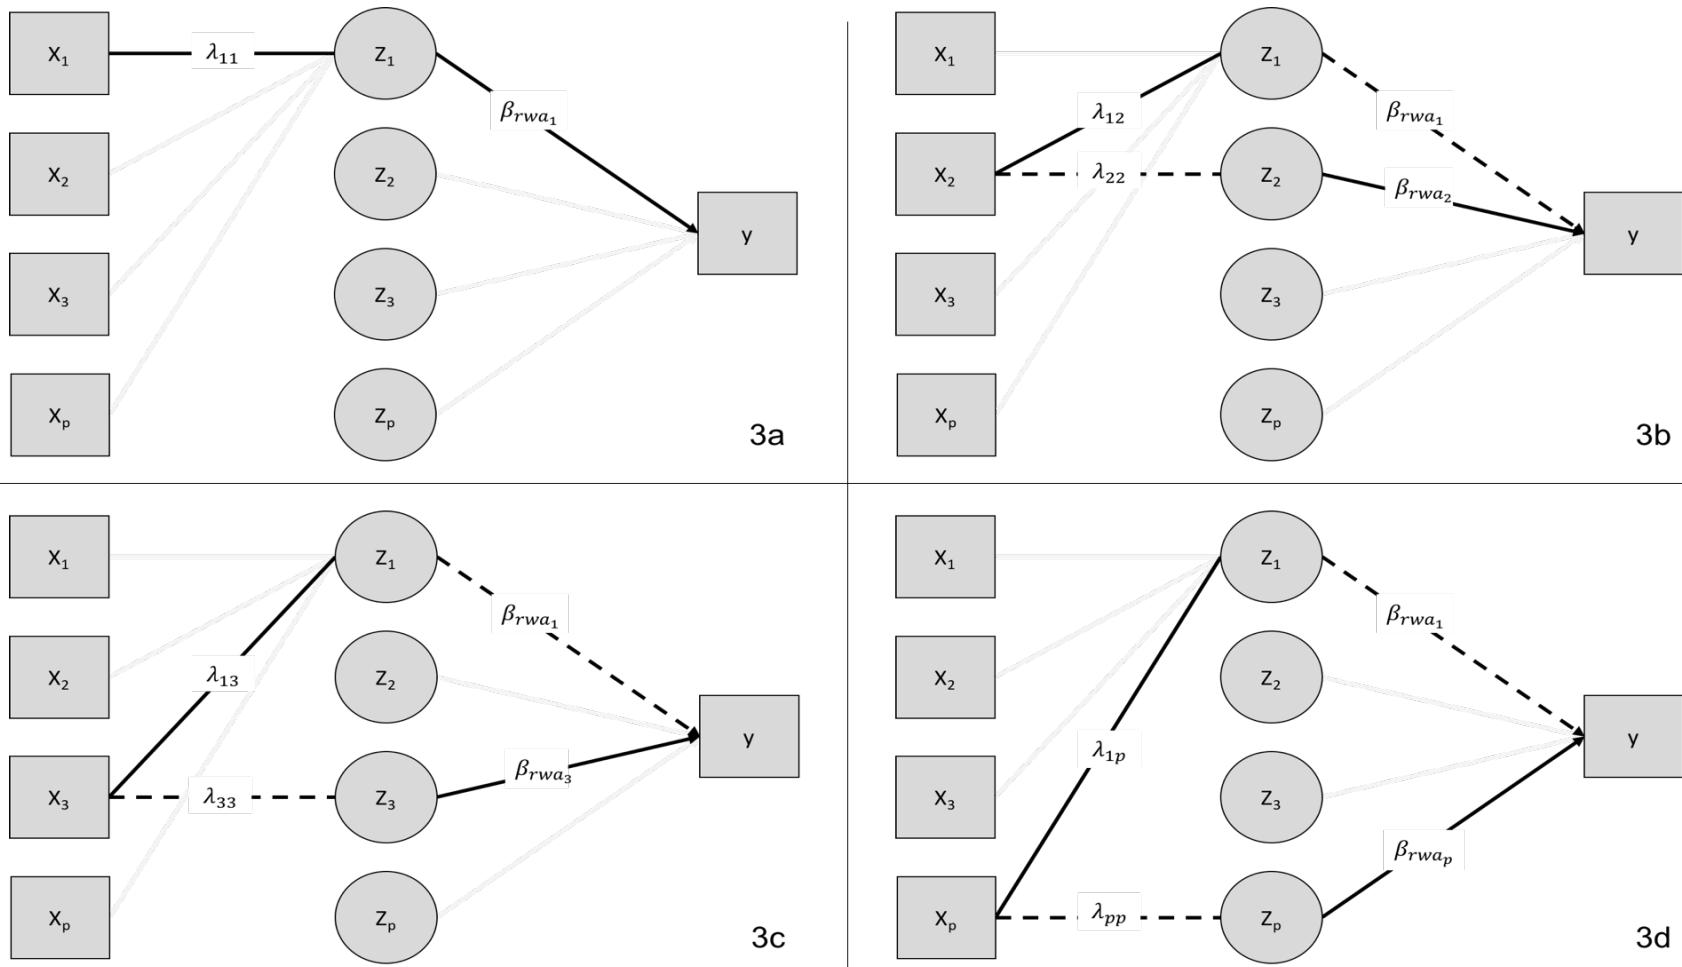 X₁
λ₁₁
Z₁
β_rwa₁
X₂
Z₂
y
X₃
Z₃
Xₚ
Zₚ
3a
X₁
Z₁
λ₁₂
β_rwa₁
X₂
λ₂₂
Z₂
β_rwa₂
y
X₃
Z₃
Xₚ
Zₚ
3b
X₁
Z₁
β_rwa₁
X₂
λ₁₃
Z₂
y
X₃
λ₃₃
Z₃
β_rwa₃
Xₚ
Zₚ
3c
X₁
Z₁
β_rwa₁
X₂
Z₂
λ₁ₚ
y
X₃
Z₃
β_rwaₚ
Xₚ
λₚₚ
Zₚ
3d